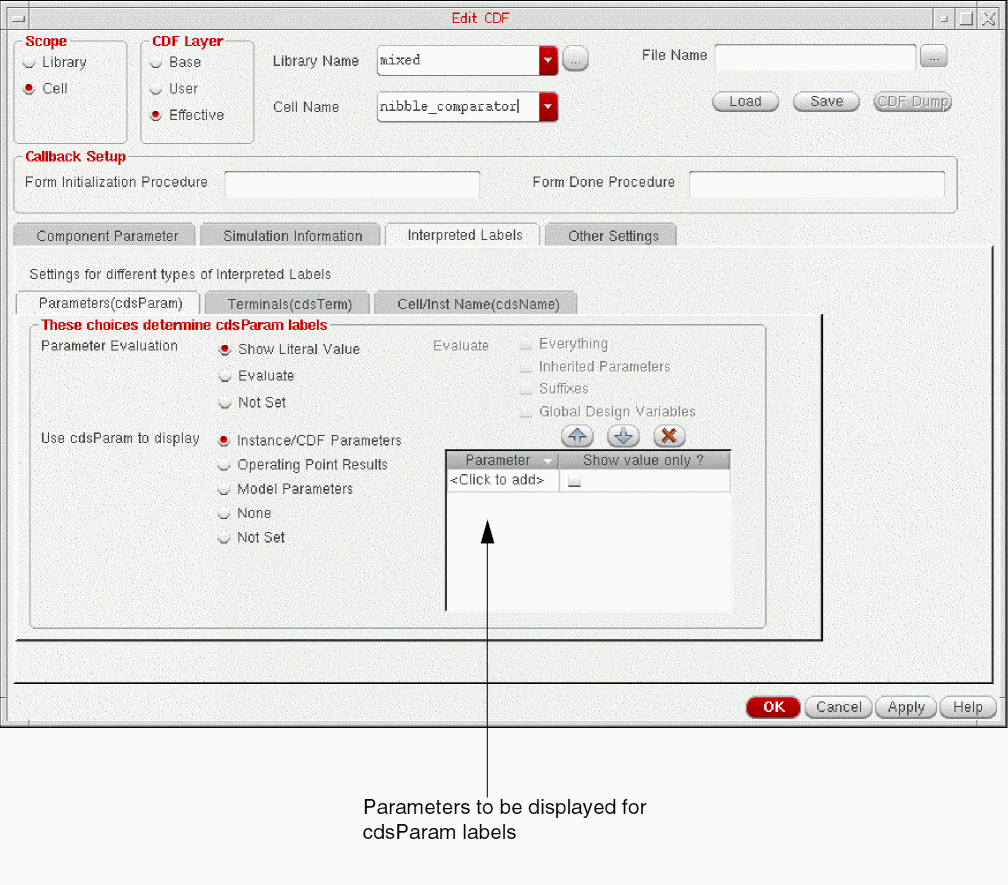 Edit CDF
Scope
Library
Cell
CDF Layer
Base
User
Effective
Library Name mixed ...
Cell Name nibble_comparator
File Name ...
Load Save CDF Dump
Callback Setup
Form Initialization Procedure Form Done Procedure
Component Parameter Simulation Information Interpreted Labels Other Settings
Settings for different types of Interpreted Labels
Parameters(cdsParam) Terminals(cdsTerm) Cell/Inst Name(cdsName)
These choices determine cdsParam labels
Parameter Evaluation
Show Literal Value
Evaluate
Not Set
Evaluate
Everything
Inherited Parameters
Suffixes
Global Design Variables
Use cdsParam to display
Instance/CDF Parameters
Operating Point Results
Model Parameters
None
Not Set
Parameter Show value only ?
<Click to add>
OK Cancel Apply Help
Parameters to be displayed for
cdsParam labels